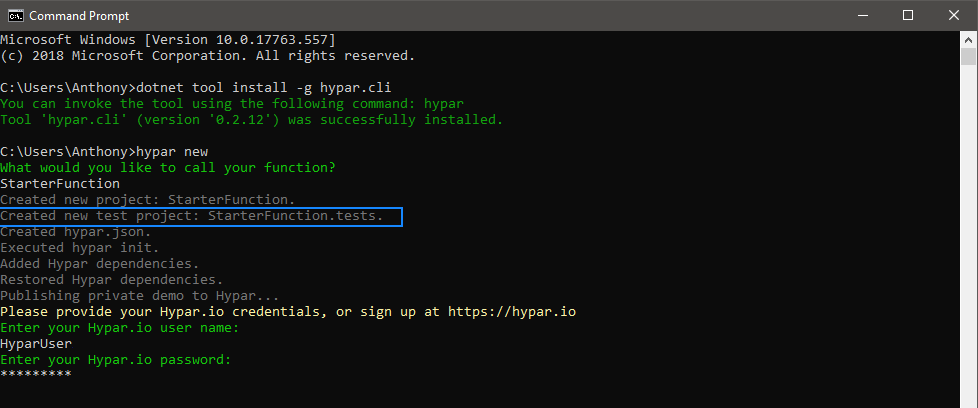 Command Prompt
Microsoft Windows [Version 10.0.17763.557]
(c) 2018 Microsoft Corporation. All rights reserved.
C:\Users\Anthony>dotnet tool install -g hypar.cli
You can invoke the tool using the following command: hypar
Tool 'hypar.cli' (version '0.2.12') was successfully installed.
C:\Users\Anthony>hypar new
What would you like to call your function?
StarterFunction
Created new project: StarterFunction.
Created new test project: StarterFunction.tests.
Created hypar.json.
Executed hypar init.
Added Hypar dependencies.
Restored Hypar dependencies.
Publishing private demo to Hypar...
Please provide your Hypar.io credentials, or sign up at https://hypar.io
Enter your Hypar.io user name:
HyparUser
Enter your Hypar.io password:
*********